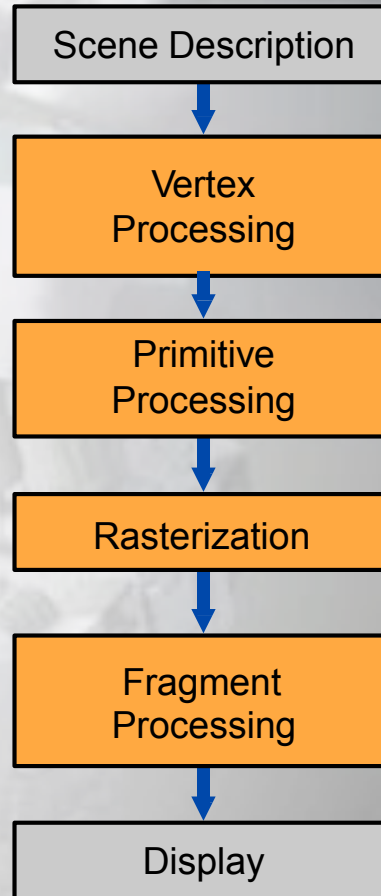 Scene Description
Vertex
Processing
Primitive
Processing
Rasterization
Fragment
Processing
Display